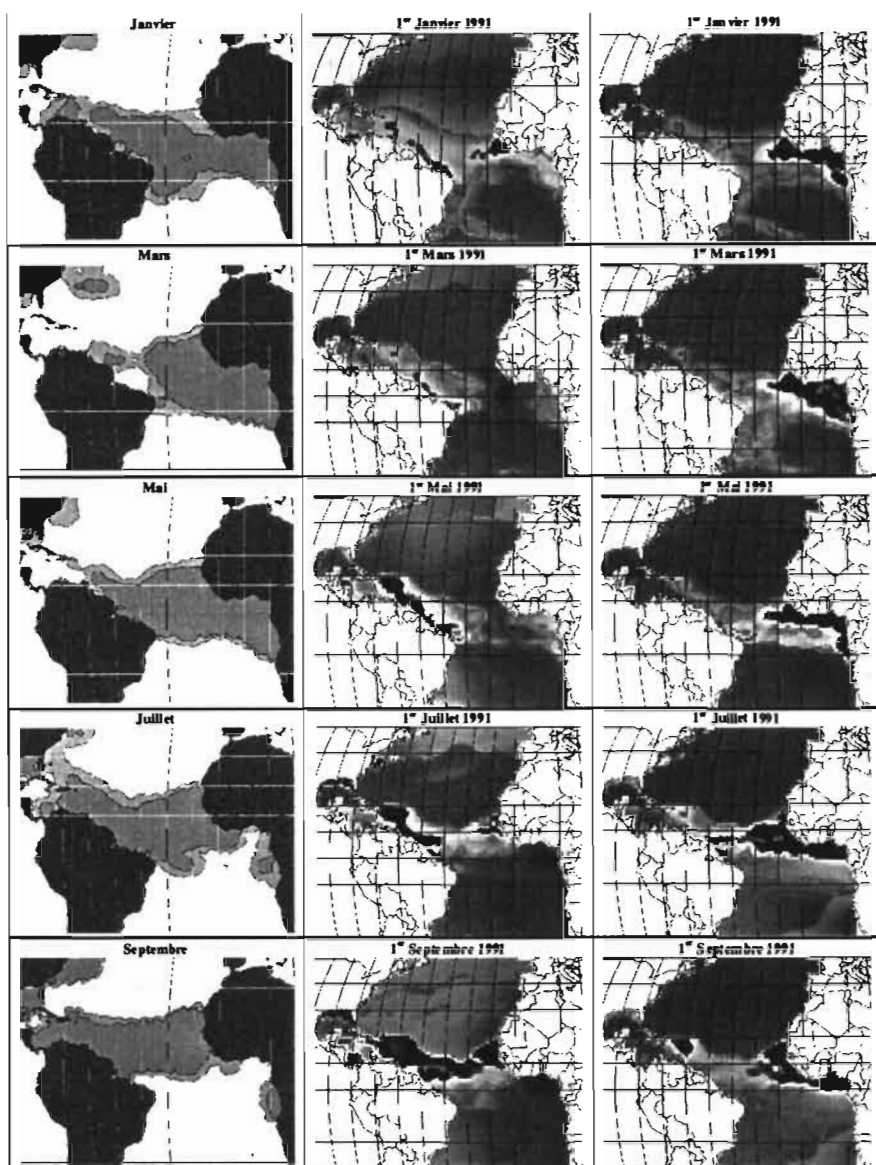 Janvier
1er Janvier 1991
1er Janvier 1991
Mars
1er Mars 1991
1er Mars 1991
Mai
1er Mai 1991
1er Mai 1991
Juillet
1er Juillet 1991
1er Juillet 1991
Septembre
1er Septembre 1991
1er Septembre 1991